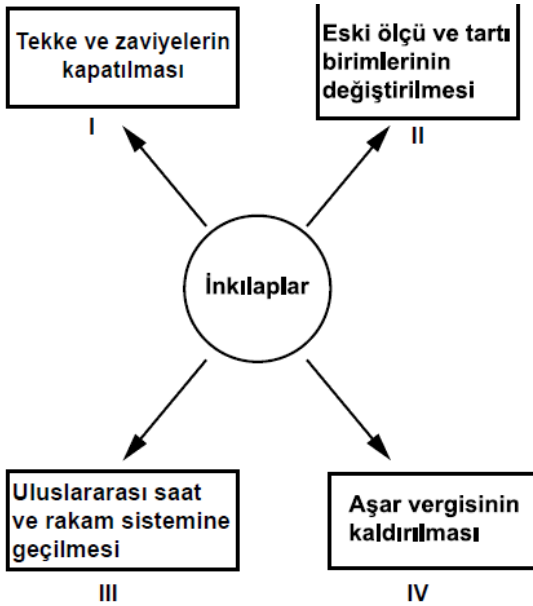 Tekke ve zaviyelerin
kapatılması
I
Eski ölçü ve tartı
birimlerinin
değiştirilmesi
II
İnkılaplar
Uluslararası saat
ve rakam sistemine
geçilmesi
III
Aşar vergisinin
kaldırılması
IV